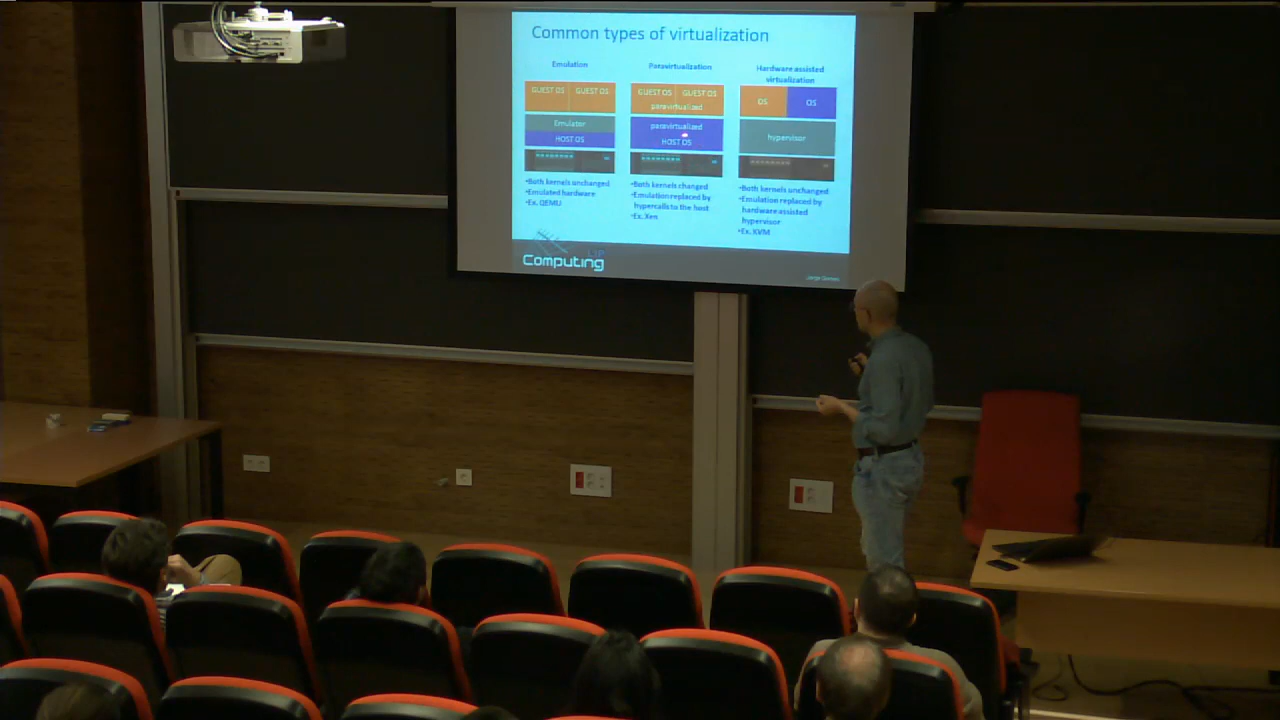 Common types of virtualization
Emulation
GUEST OS GUEST OS
Emulator
HOST OS
•Both kernels unchanged
•Emulated hardware
•Ex. QEMU
Paravirtualization
GUEST OS GUEST OS
paravirtualized
paravirtualized
HOST OS
•Both kernels changed
•Emulation replaced by
hypercalls to the host
•Ex. Xen
Hardware assisted
virtualization
OS OS
hypervisor
•Both kernels unchanged
•Emulation replaced by
hardware assisted
hypervisor
•Ex. KVM
LIP
Computing
Jorge Gomes